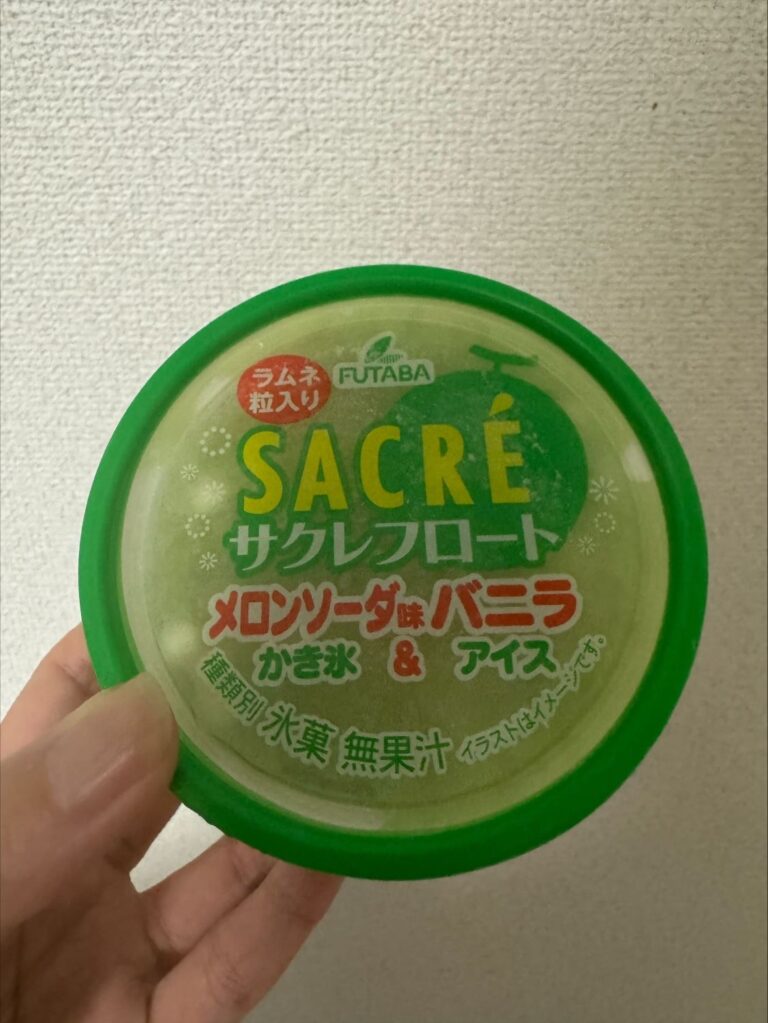 ラムネ
粒入り
FUTABA
SACRÉ
サクレフロート
メロンソーダ味バニラ
かき氷 & アイス
種類別 氷菓 無果汁 イラストはイメージです。